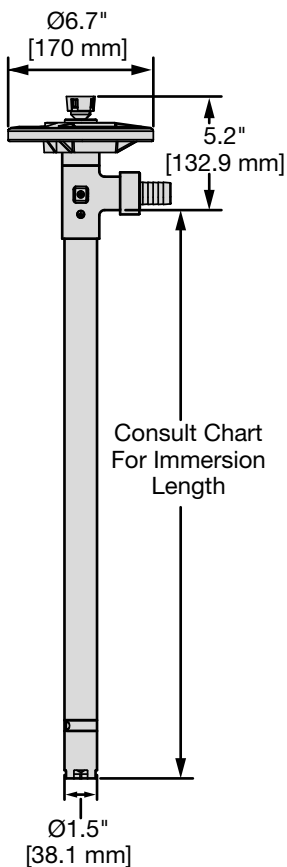 Ø6.7"
[170 mm]
5.2"
[132.9 mm]
Consult Chart
For Immersion
Length
Ø1.5"
[38.1 mm]